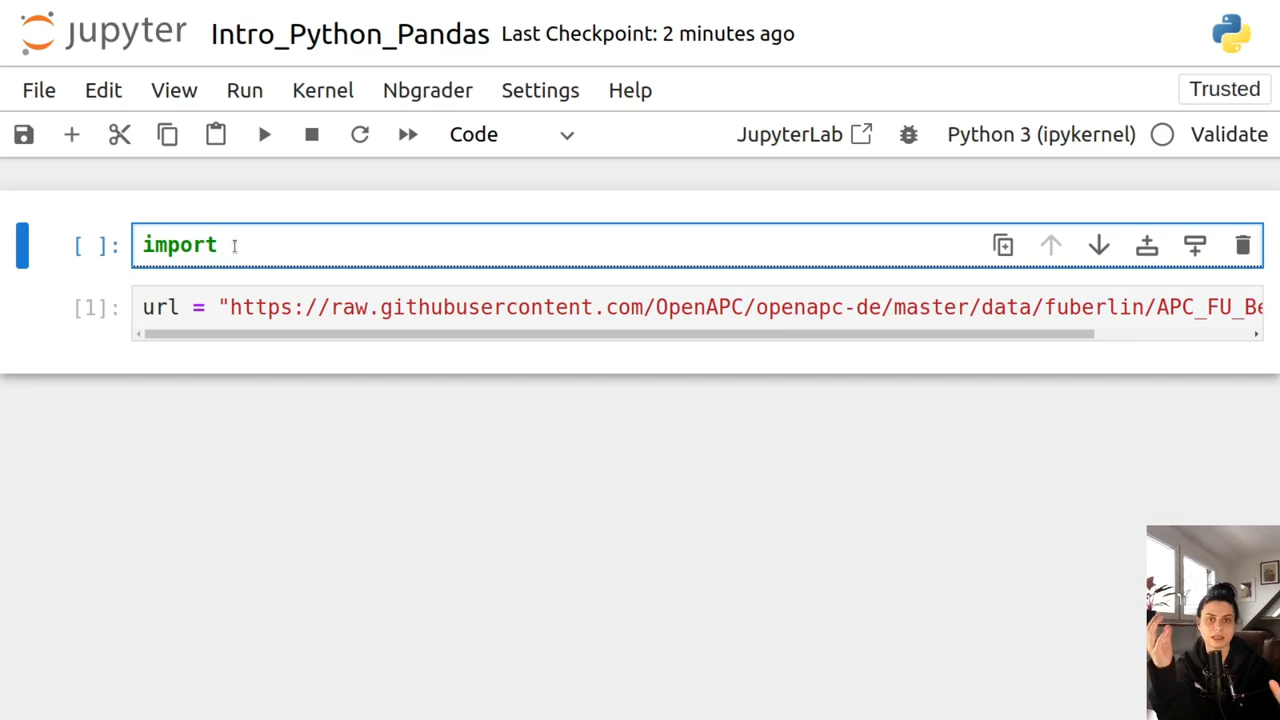 jupyter Intro_Python_Pandas Last Checkpoint: 2 minutes ago
File Edit View Run Kernel Nbgrader Settings Help Trusted
Code JupyterLab Python 3 (ipykernel) Validate
[ ]: import
[1]: url = "https://raw.githubusercontent.com/OpenAPC/openapc-de/master/data/fuberlin/APC_FU_Be